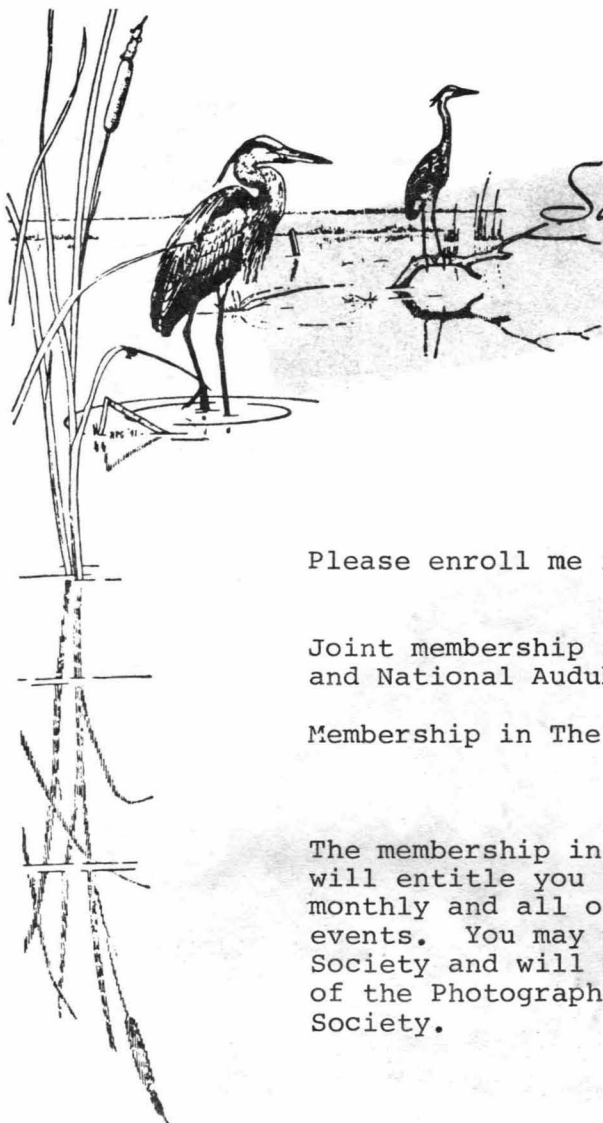 Please enroll me
Joint membership
and National
Membership in The
The membership in
will entitle you
monthly and all
events. You may
Society and will
of the Photograph
Society.